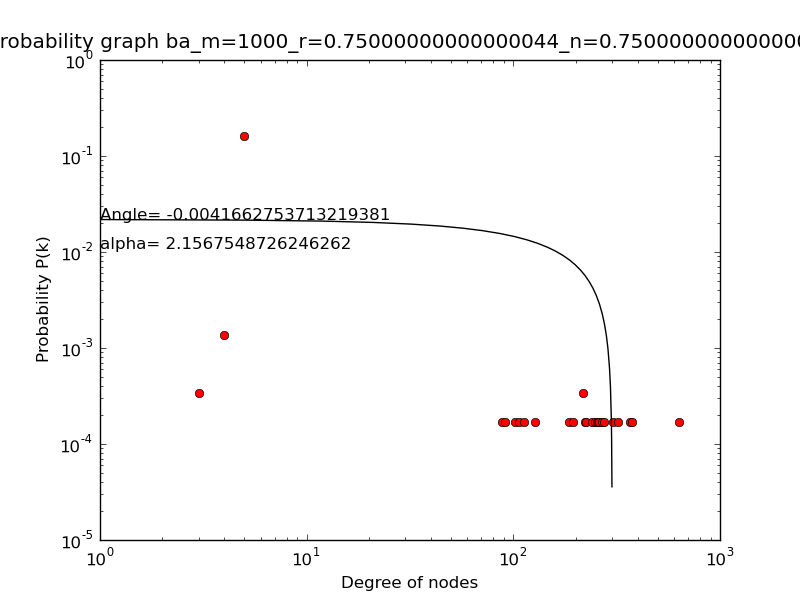 robability graph ba_m=1000_r=0.75000000000000044_n=0.7500000000000000
10^0
10^-1
Angle= -0.0041662753713219381
alpha= 2.1567548726246262
10^-2
Probability P(k)
10^-3
10^-4
10^-5
10^0 10^1 10^2 10^3
Degree of nodes